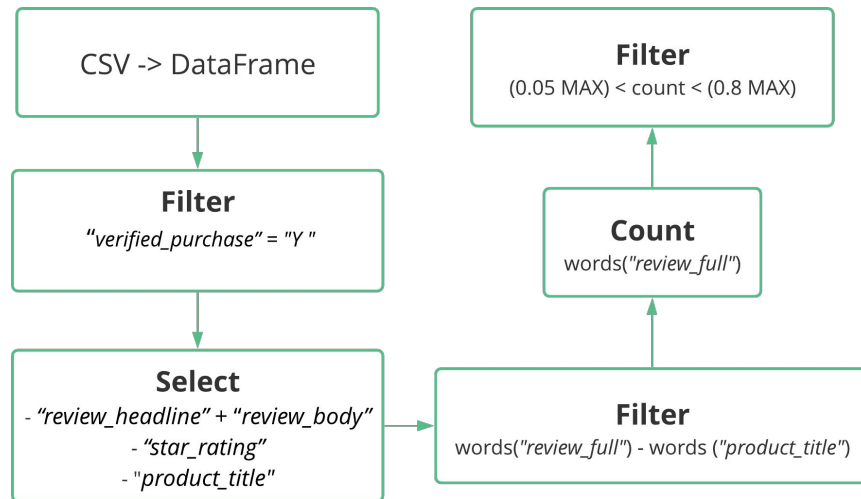 CSV -> DataFrame
Filter
“verified_purchase” = "Y "
Select
- “review_headline” + “review_body”
- “star_rating”
- "product_title"
Filter
words("review_full") - words ("product_title")
Count
words("review_full")
Filter
(0.05 MAX) < count < (0.8 MAX)